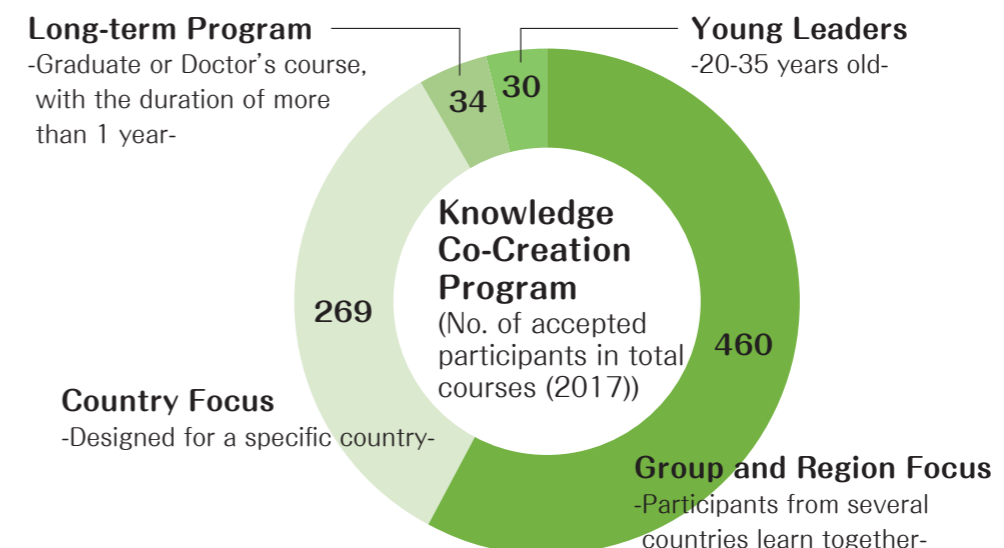 Long-term Program
-Graduate or Doctor's course,
with the duration of more
than 1 year-
Young Leaders
-20-35 years old-
34
30
Knowledge
Co-Creation
Program
(No. of accepted
participants in total
courses (2017))
269
460
Country Focus
-Designed for a specific country-
Group and Region Focus
-Participants from several
countries learn together-